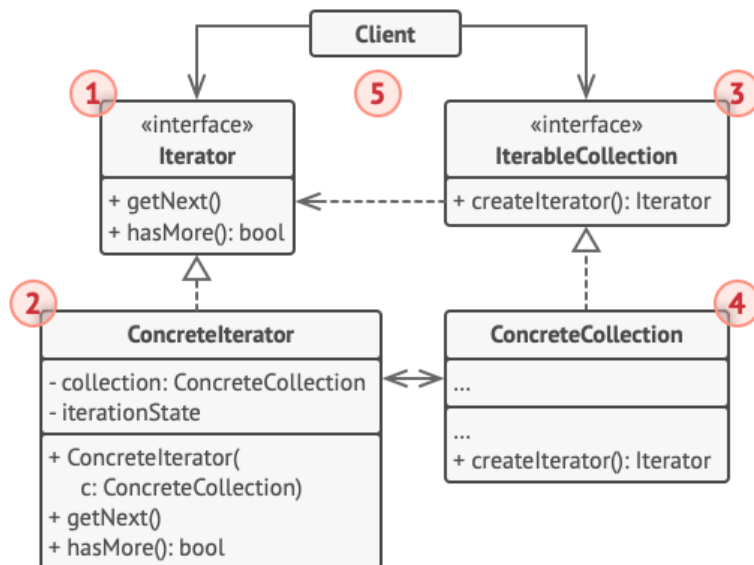 Client
1
5
3
«interface»
Iterator
+ getNext()
+ hasMore(): bool
«interface»
IterableCollection
+ createIterator(): Iterator
2
4
ConcreteIterator
- collection: ConcreteCollection
- iterationState
+ ConcreteIterator(
c: ConcreteCollection)
+ getNext()
+ hasMore(): bool
ConcreteCollection
...
...
+ createIterator(): Iterator